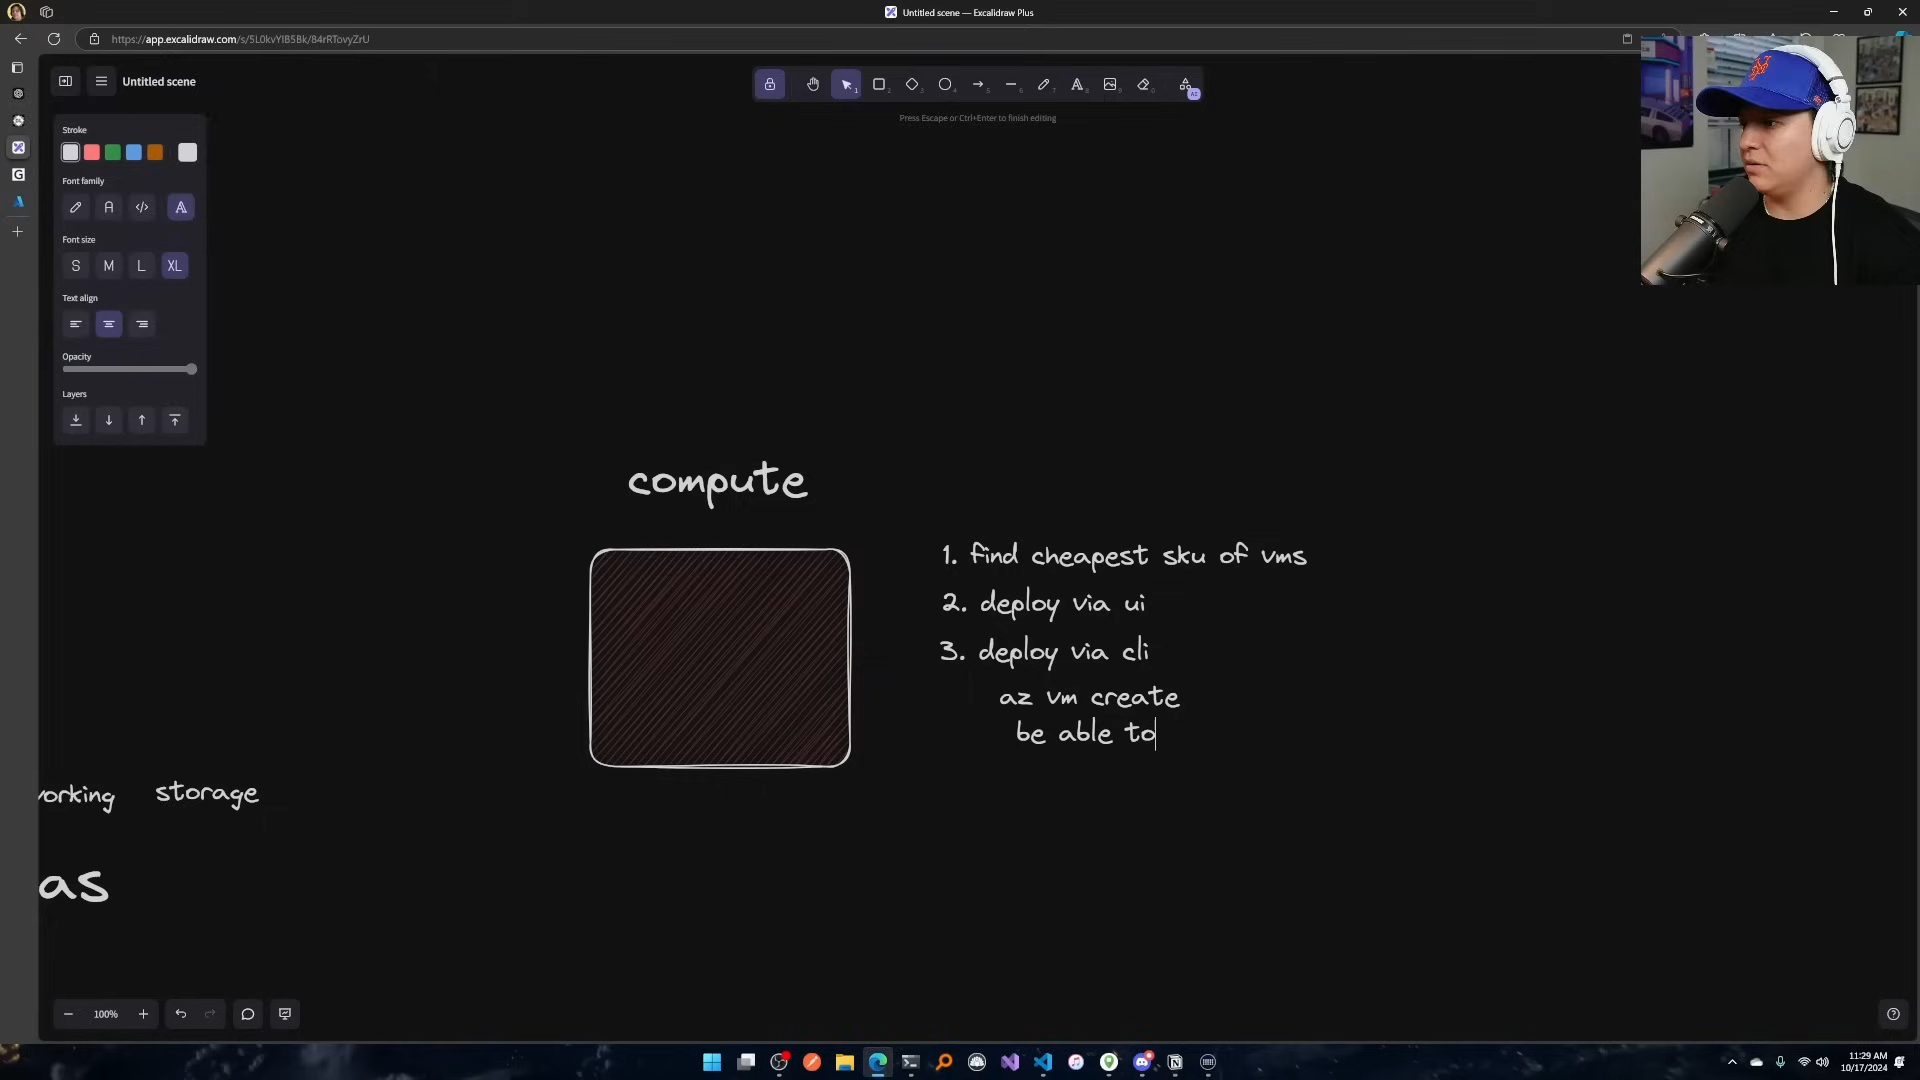 Untitled scene — Excalidraw Plus
https://app.excalidraw.com/s/5L0kvYIB5Bk/84rRTovyZrU
Untitled scene
Press Escape or Ctrl+Enter to finish editing
Stroke
Font family
Font size
S M L XL
Text align
Opacity
Layers
compute
1. find cheapest sku of vms
2. deploy via ui
3. deploy via cli
az vm create
be able to
orking storage
as
100%
11:29 AM
10/17/2024